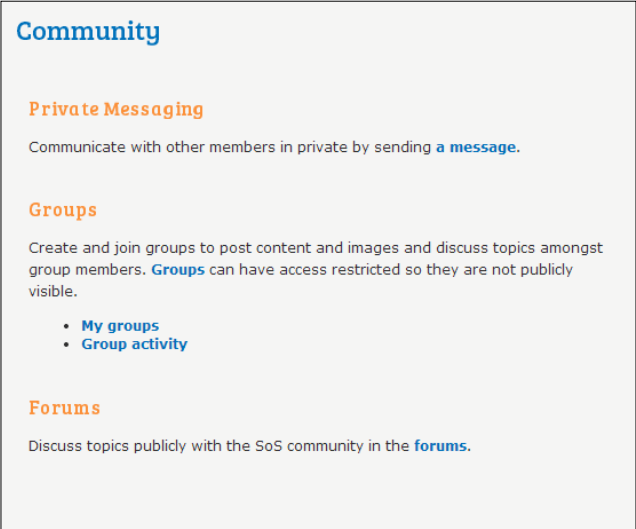 Community
Private Messaging
Communicate with other members in private by sending a message.
Groups
Create and join groups to post content and images and discuss topics amongst
group members. Groups can have access restricted so they are not publicly
visible.
• My groups
• Group activity
Forums
Discuss topics publicly with the SoS community in the forums.